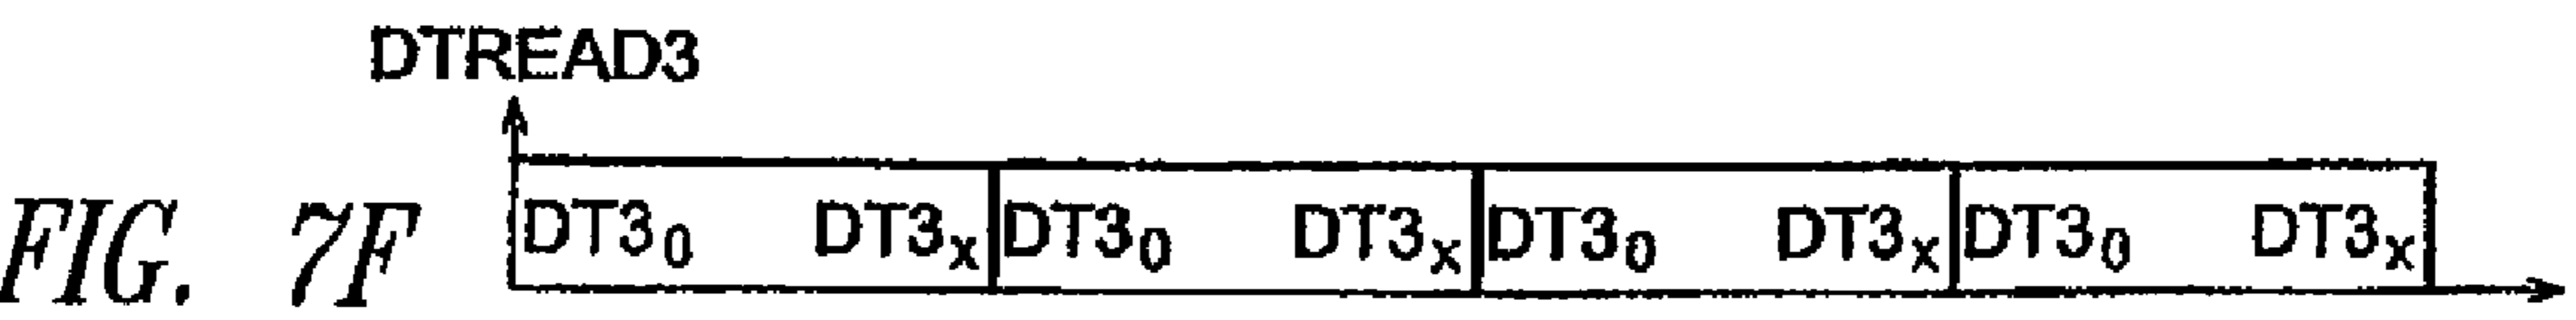 DTREAD3
FIG. 7F DT3₀ DT3ₓ DT3₀ DT3ₓ DT3₀ DT3ₓ DT3₀ DT3ₓ